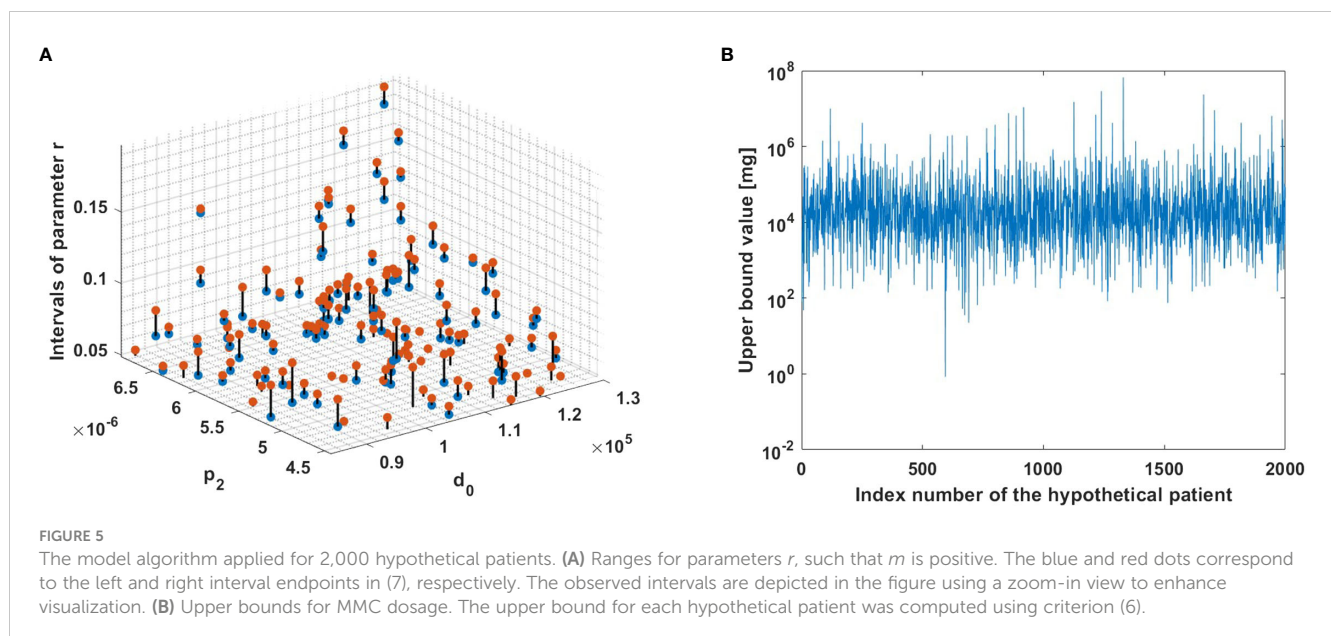 A
Intervals of parameter r
0.15
0.1
0.05
6.5
6
5.5
5
4.5
×10⁻⁶
p₂
0.9
1
1.1
1.2
1.3
×10⁵
d₀
B
Upper bound value [mg]
10⁸
10⁶
10⁴
10²
10⁰
10⁻²
0
500
1000
1500
2000
Index number of the hypothetical patient
FIGURE 5
The model algorithm applied for 2,000 hypothetical patients. (A) Ranges for parameters r, such that m is positive. The blue and red dots correspond
to the left and right interval endpoints in (7), respectively. The observed intervals are depicted in the figure using a zoom-in view to enhance
visualization. (B) Upper bounds for MMC dosage. The upper bound for each hypothetical patient was computed using criterion (6).